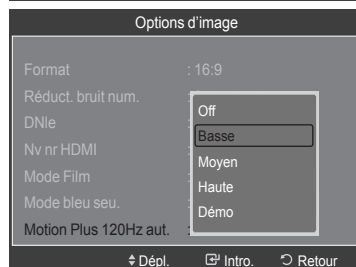 Options d'image
Format : 16:9
Réduct. bruit num. :
DNIe :
Nv nr HDMI :
Mode Film :
Mode bleu seu. :
Motion Plus 120Hz aut. :
Off
Basse
Moyen
Haute
Démo
Dépl. Intro. Retour